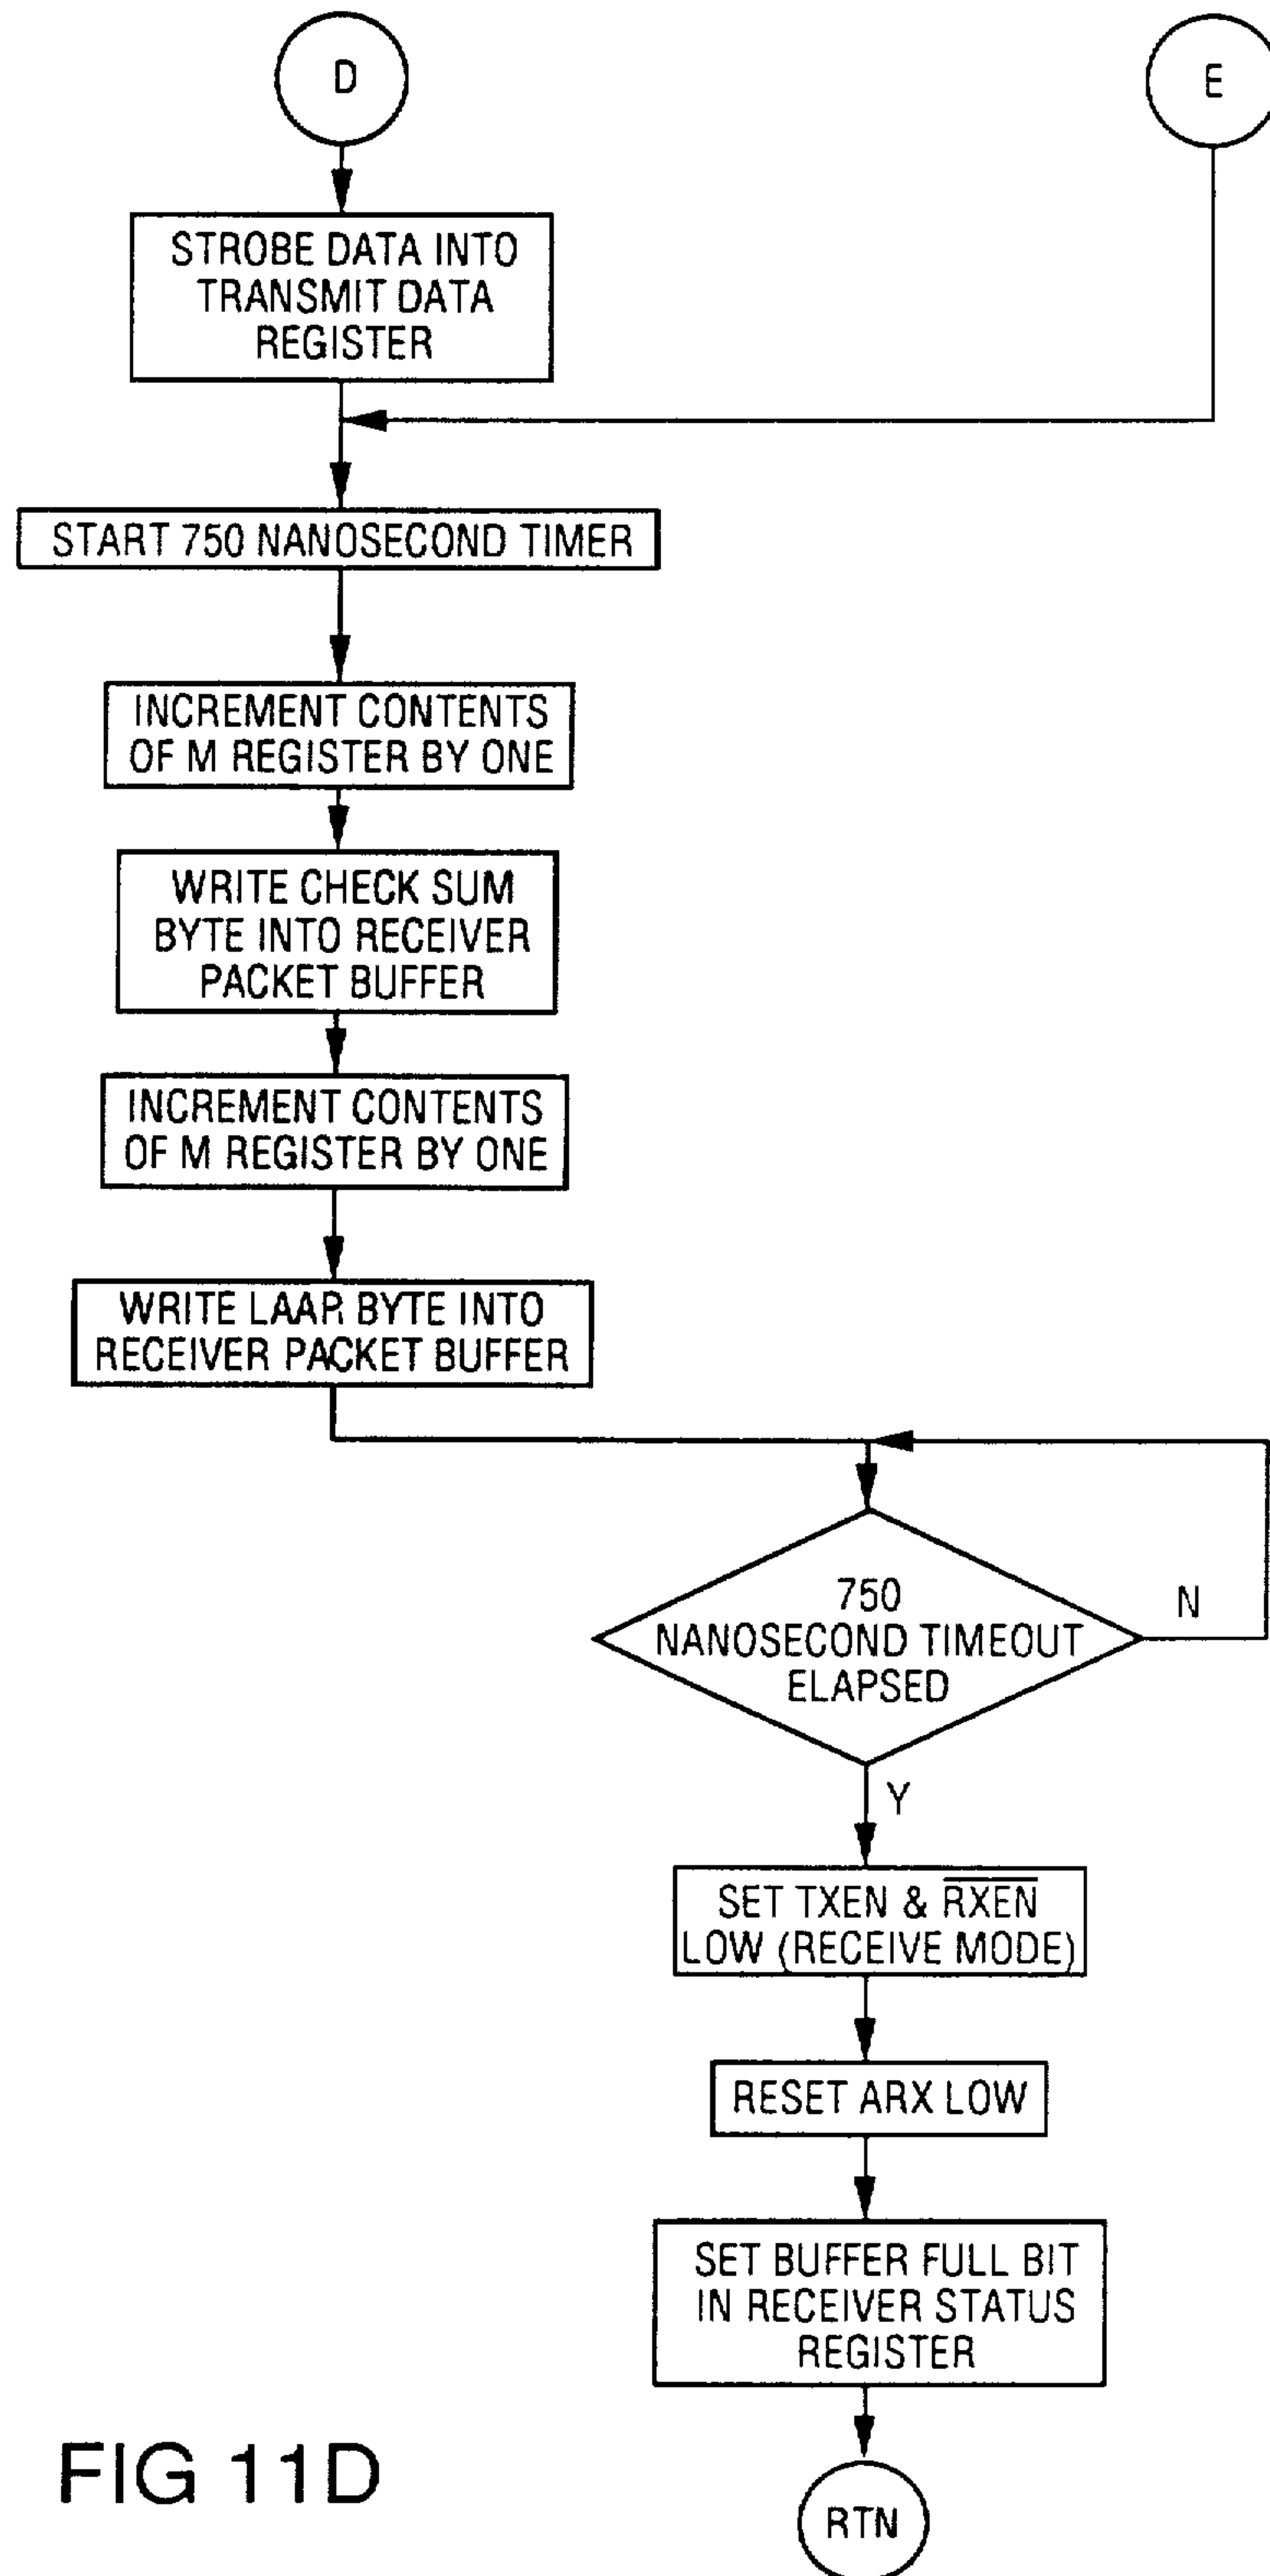 D
E
STROBE DATA INTO
TRANSMIT DATA
REGISTER
START 750 NANOSECOND TIMER
INCREMENT CONTENTS
OF M REGISTER BY ONE
WRITE CHECK SUM
BYTE INTO RECEIVER
PACKET BUFFER
INCREMENT CONTENTS
OF M REGISTER BY ONE
WRITE LAAR BYTE INTO
RECEIVER PACKET BUFFER
750
NANOSECOND TIMEOUT
ELAPSED
N
Y
SET TXEN & R̅X̅E̅N̅
LOW (RECEIVE MODE)
RESET ARX LOW
SET BUFFER FULL BIT
IN RECEIVER STATUS
REGISTER
RTN
FIG 11D